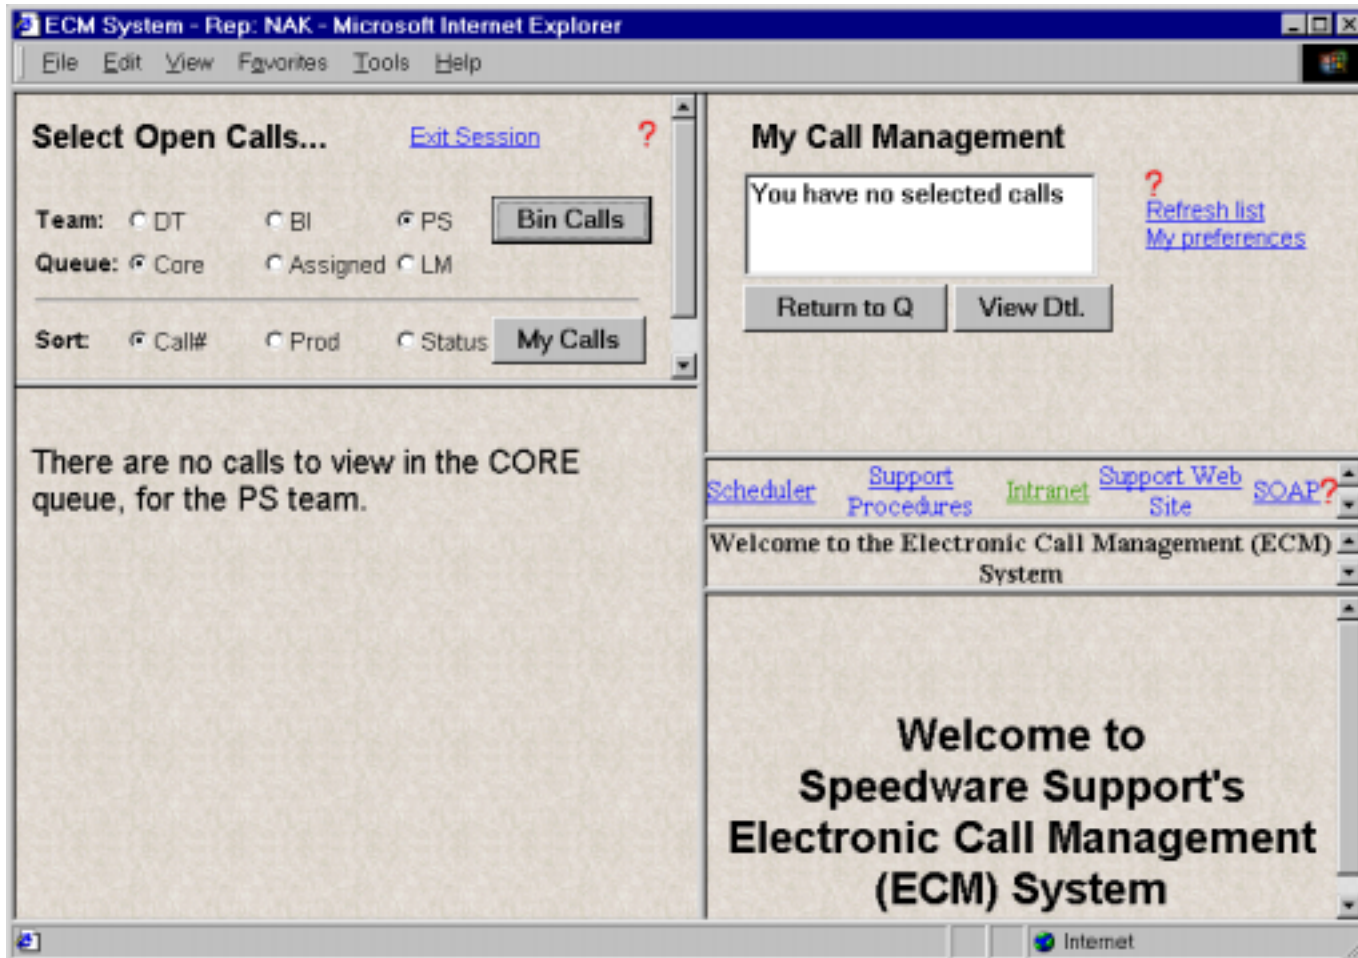 ECM System - Rep: NAK - Microsoft Internet Explorer
File Edit View Favorites Tools Help
Select Open Calls... Exit Session ?
Team: DT BI PS Bin Calls
Queue: Core Assigned LM
Sort: Call# Prod Status My Calls
There are no calls to view in the CORE
queue, for the PS team.
My Call Management
You have no selected calls
?
Refresh list
My preferences
Return to Q View Dtl.
Scheduler Support Procedures Intranet Support Web Site SOAP?
Welcome to the Electronic Call Management (ECM)
System
Welcome to
Speedware Support's
Electronic Call Management
(ECM) System
Internet